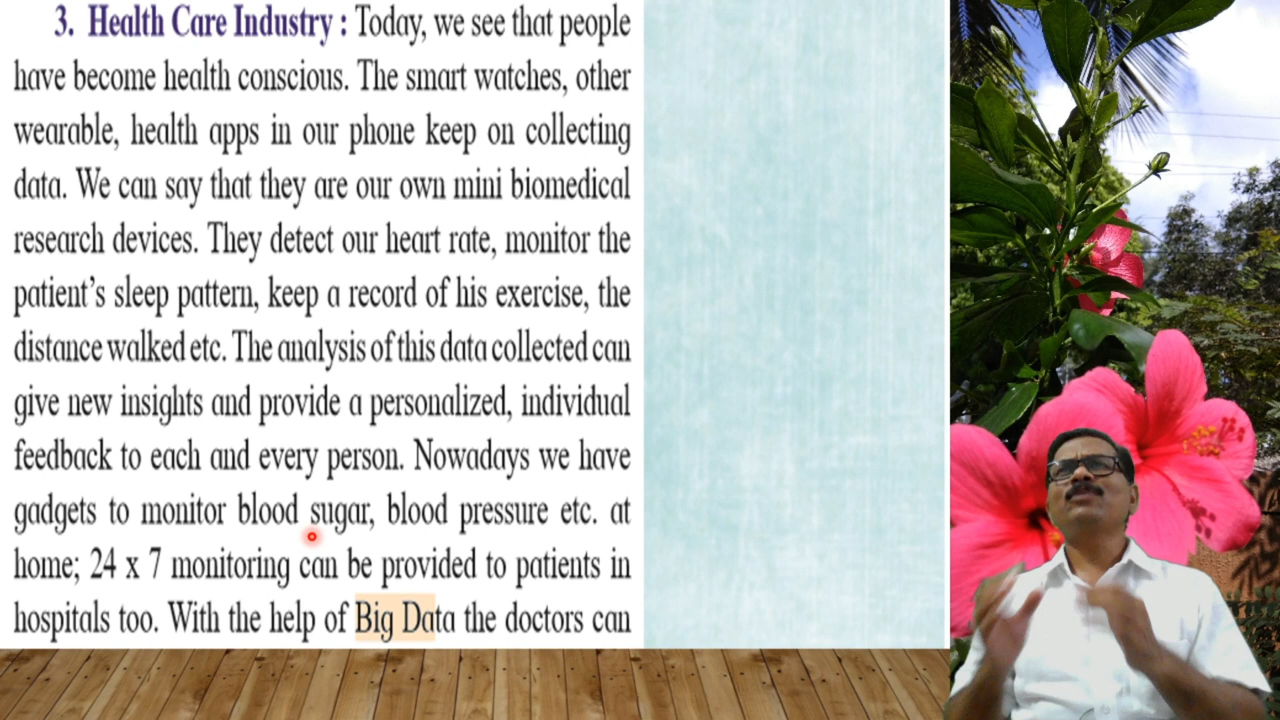 3. Health Care Industry : Today, we see that people
have become health conscious. The smart watches, other
wearable, health apps in our phone keep on collecting
data. We can say that they are our own mini biomedical
research devices. They detect our heart rate, monitor the
patient's sleep pattern, keep a record of his exercise, the
distance walked etc. The analysis of this data collected can
give new insights and provide a personalized, individual
feedback to each and every person. Nowadays we have
gadgets to monitor blood sugar, blood pressure etc. at
home; 24 x 7 monitoring can be provided to patients in
hospitals too. With the help of Big Data the doctors can